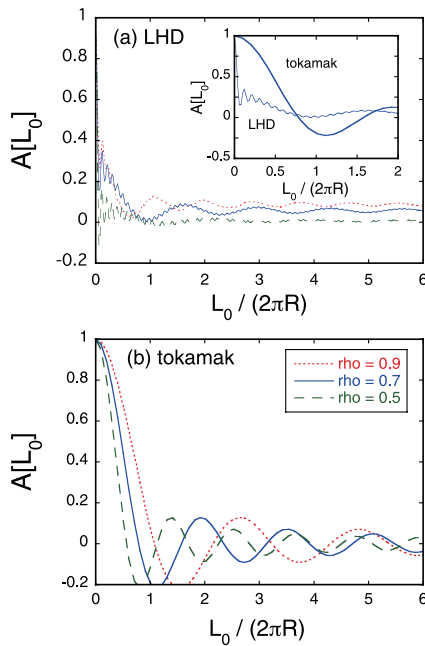 (a) LHD
A[L0]
1
0.8
0.6
0.4
0.2
0
-0.2
0 1 2 3 4 5 6
L0 / (2πR)
A[L0]
1
0.5
0
-0.5
tokamak
LHD
0 0.5 1 1.5 2
L0 / (2πR)
(b) tokamak
A[L0]
1
0.8
0.6
0.4
0.2
0
-0.2
rho = 0.9
rho = 0.7
rho = 0.5
0 1 2 3 4 5 6
L0 / (2πR)